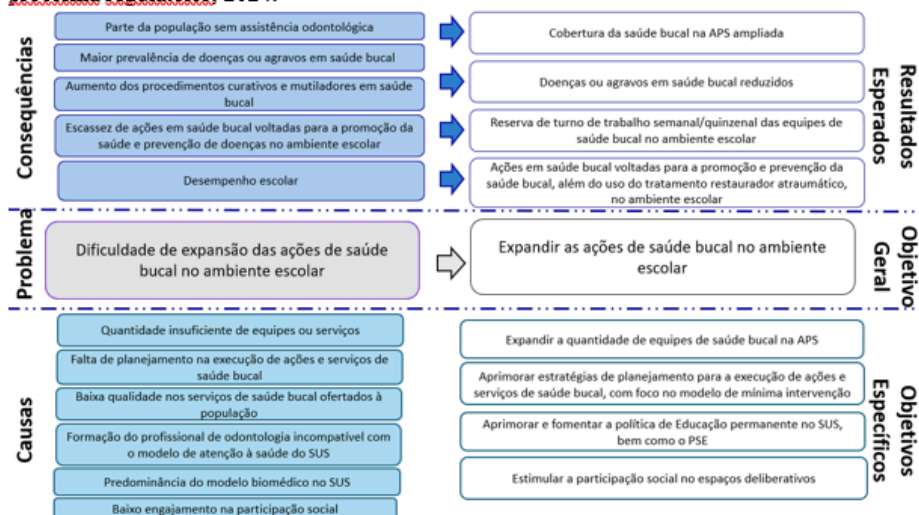 Consequências
Parte da população sem assistência odontológica
Maior prevalência de doenças ou agravos em saúde bucal
Aumento dos procedimentos curativos e mutiladores em saúde
bucal
Escassez de ações em saúde bucal voltadas para a promoção da
saúde e prevenção de doenças no ambiente escolar
Desempenho escolar
Cobertura da saúde bucal na APS ampliada
Doenças ou agravos em saúde bucal reduzidos
Reserva de turno de trabalho semanal/quinzenal das equipes de
saúde bucal no ambiente escolar
Ações em saúde bucal voltadas para a promoção e prevenção da
saúde bucal, além do uso do tratamento restaurador atraumático,
no ambiente escolar
Resultados
Esperados
Problema
Dificuldade de expansão das ações de saúde
bucal no ambiente escolar
Expandir as ações de saúde bucal no ambiente
escolar
Objetivo
Geral
Causas
Quantidade insuficiente de equipes ou serviços
Falta de planejamento na execução de ações e serviços de
saúde bucal
Baixa qualidade nos serviços de saúde bucal ofertados à
população
Formação do profissional de odontologia incompatível com
o modelo de atenção à saúde do SUS
Predominância do modelo biomédico no SUS
Baixo engajamento na participação social
Expandir a quantidade de equipes de saúde bucal na APS
Aprimorar estratégias de planejamento para a execução de ações e
serviços de saúde bucal, com foco no modelo de mínima intervenção
Aprimorar e fomentar a política de Educação permanente no SUS,
bem como o PSE
Estimular a participação social no espaços deliberativos
Objetivos
Específicos